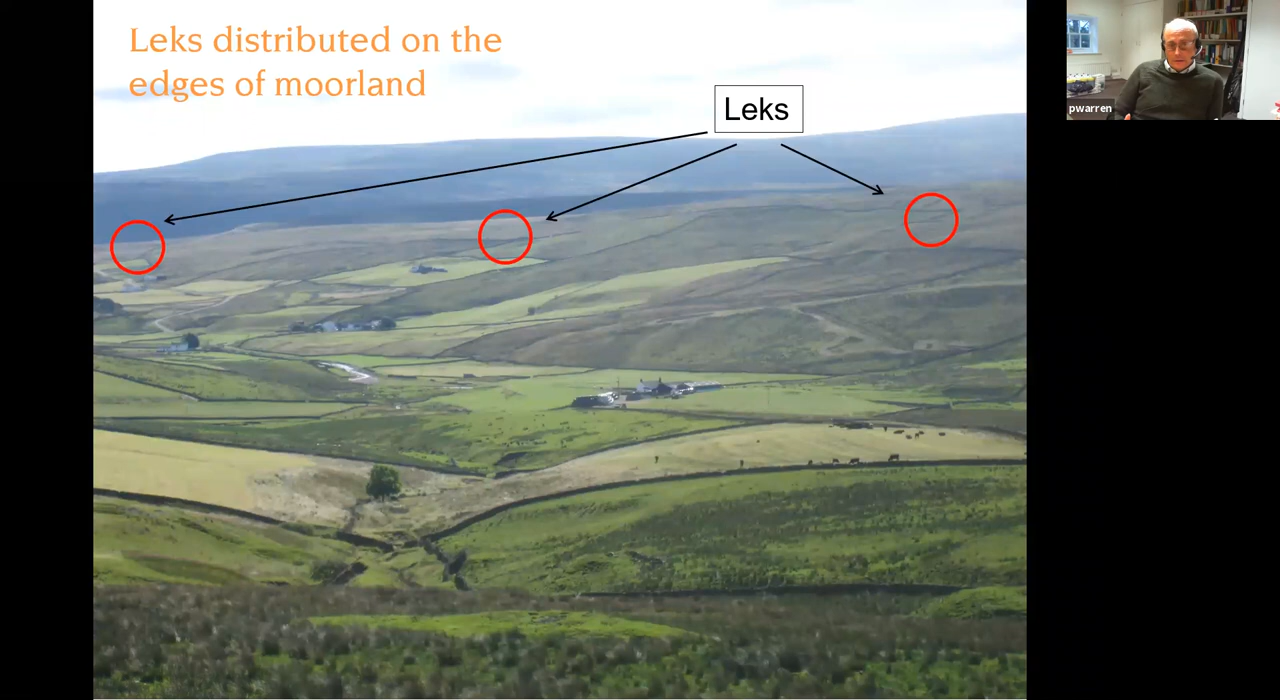 Leks distributed on the
edges of moorland
Leks
pwarren